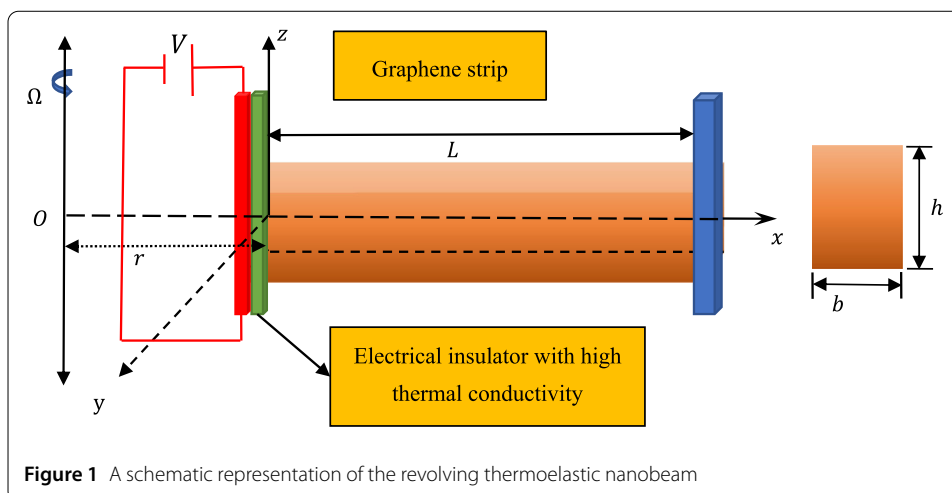 V
z
Graphene strip
Ω
L
O
x
r
h
b
y
Electrical insulator with high
thermal conductivity
Figure 1 A schematic representation of the revolving thermoelastic nanobeam